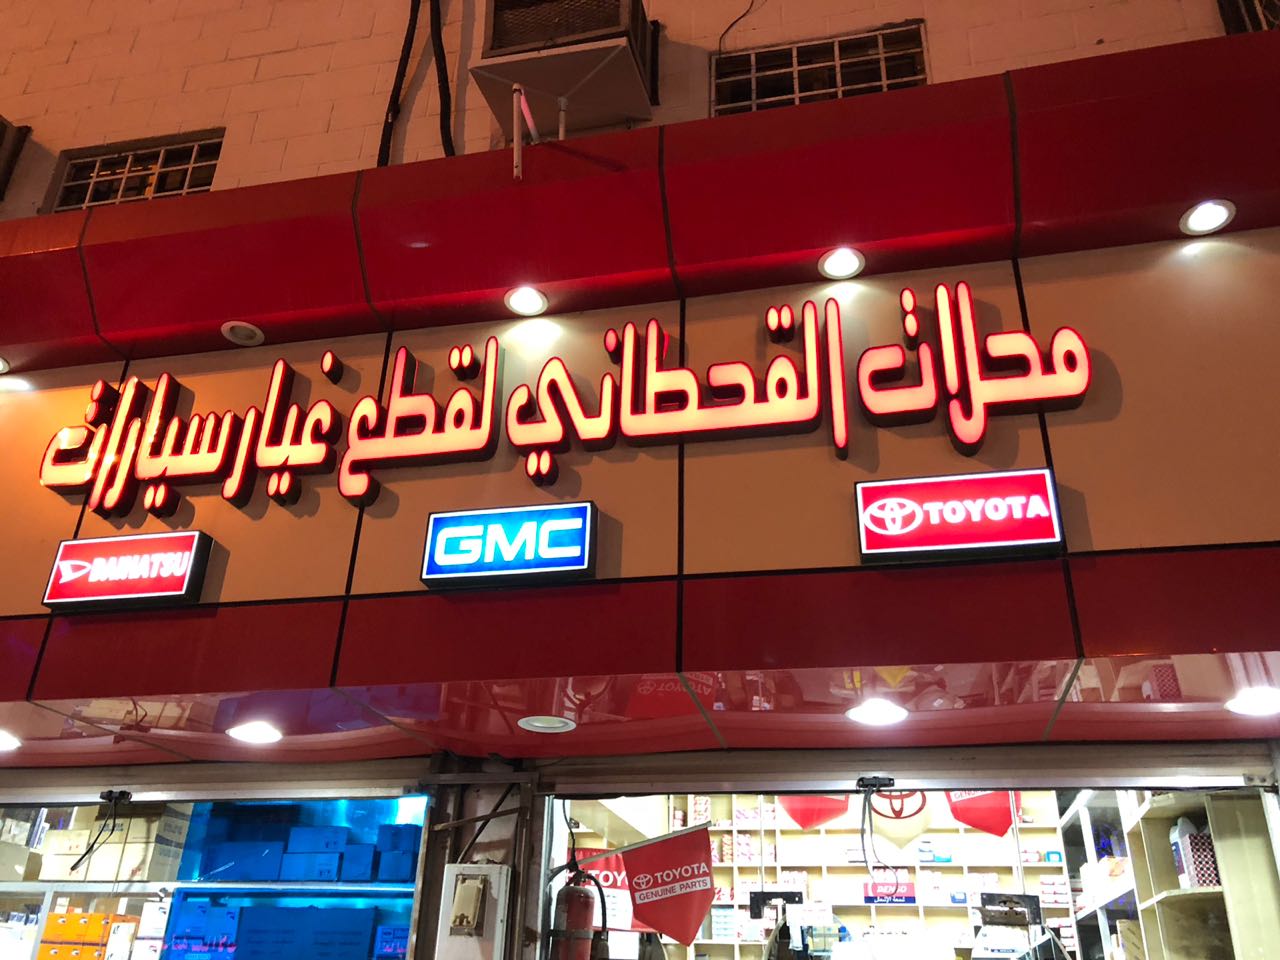 محلات القحطاني لقطع غيار سيارات
DAIHATSU
GMC
TOYOTA
TOYOTA
GENUINE PARTS
DENSO